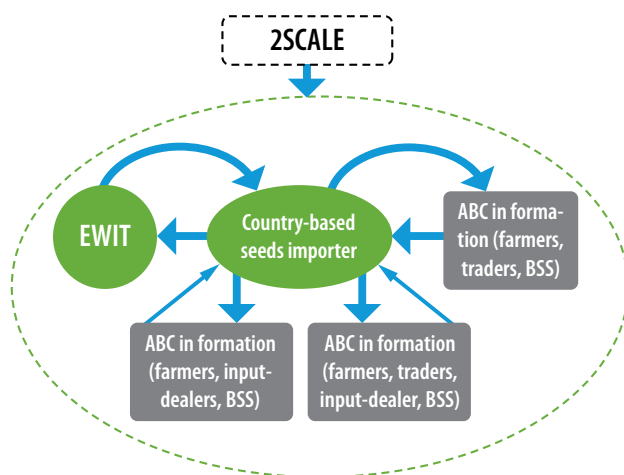 2SCALE
EWIT
Country-based
seeds importer
ABC in forma-
tion (farmers,
traders, BSS)
ABC in formation
(farmers, input-
dealers, BSS)
ABC in formation
(farmers, traders,
input-dealer, BSS)